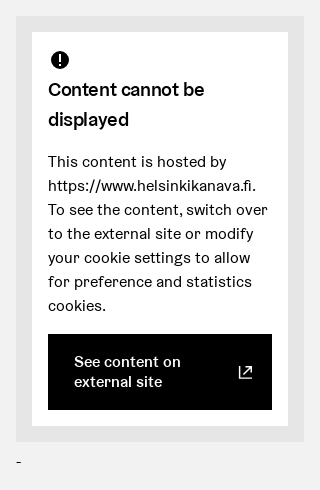 Content cannot be
displayed
This content is hosted by
https://www.helsinkikanava.fi.
To see the content, switch over
to the external site or modify
your cookie settings to allow
for preference and statistics
cookies.
See content on
external site
-